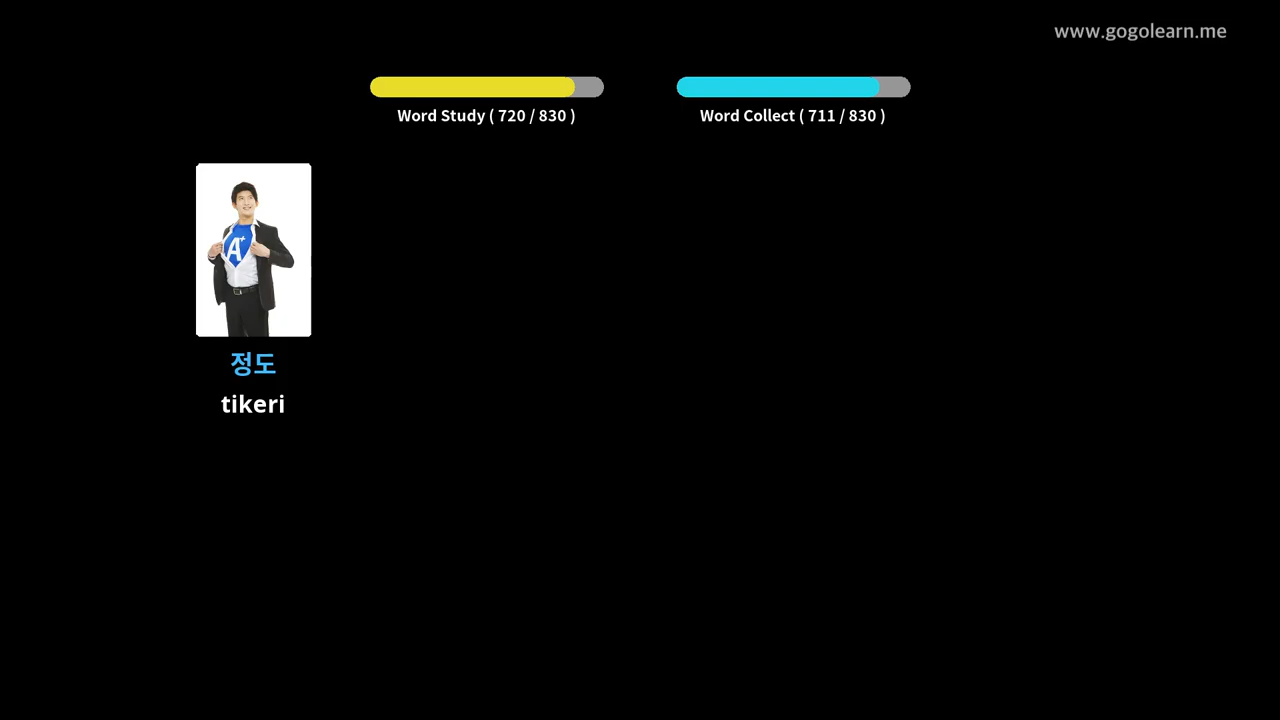 www.gogolearn.me
Word Study ( 720 / 830 )
Word Collect ( 711 / 830 )
A+
정도
tikeri